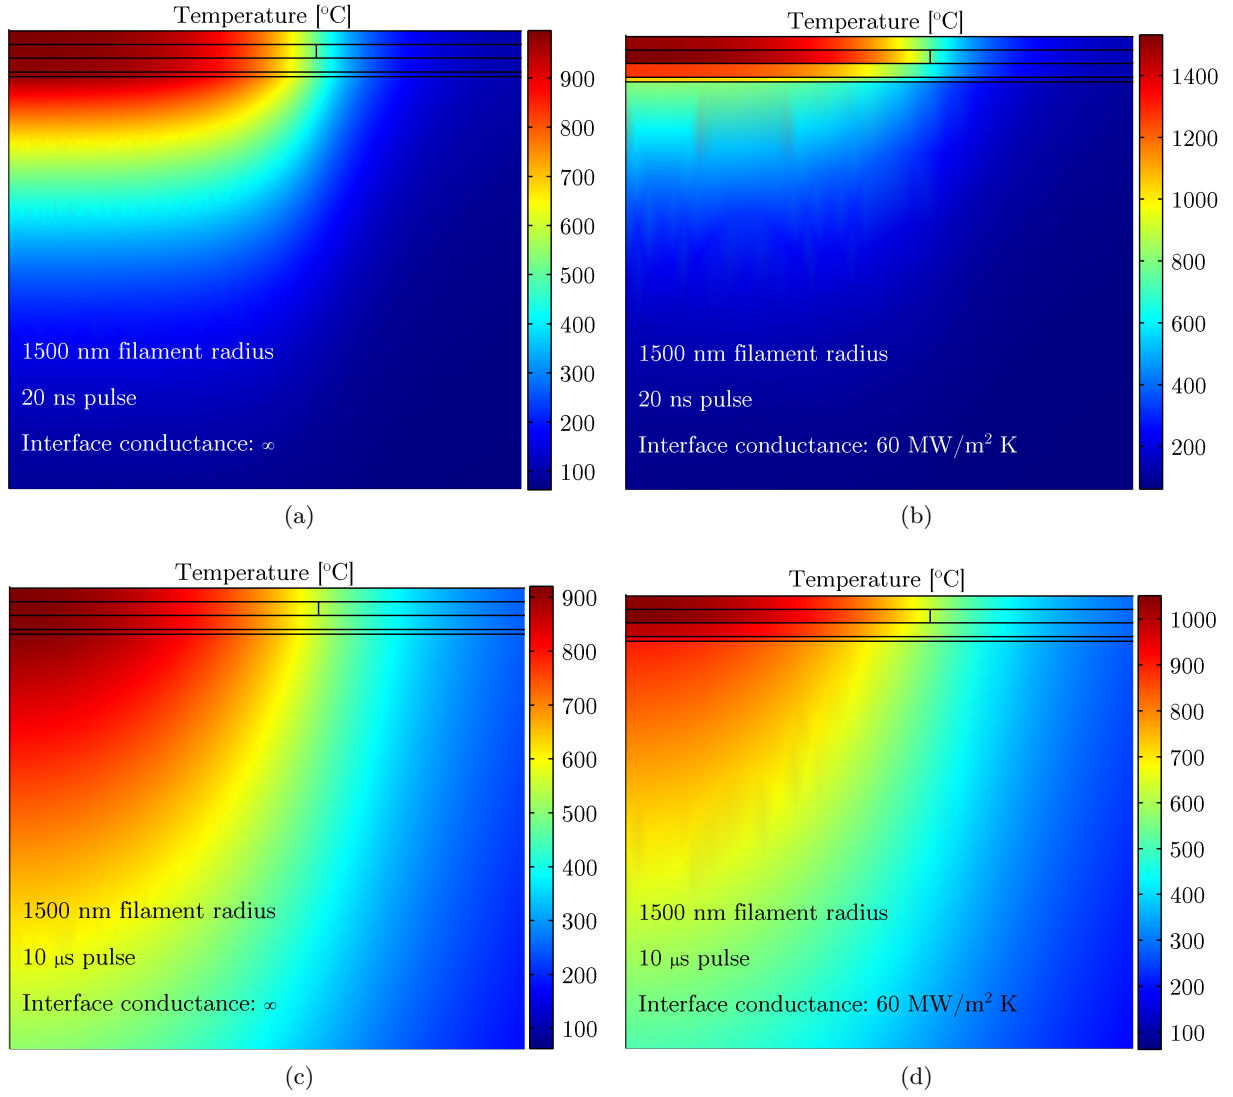 Temperature [°C]
900
800
700
600
500
400
300
200
100
1500 nm filament radius
20 ns pulse
Interface conductance: ∞
(a)
Temperature [°C]
1400
1200
1000
800
600
400
200
1500 nm filament radius
20 ns pulse
Interface conductance: 60 MW/m² K
(b)
Temperature [°C]
900
800
700
600
500
400
300
200
100
1500 nm filament radius
10 µs pulse
Interface conductance: ∞
(c)
Temperature [°C]
1000
900
800
700
600
500
400
300
200
100
1500 nm filament radius
10 µs pulse
Interface conductance: 60 MW/m² K
(d)